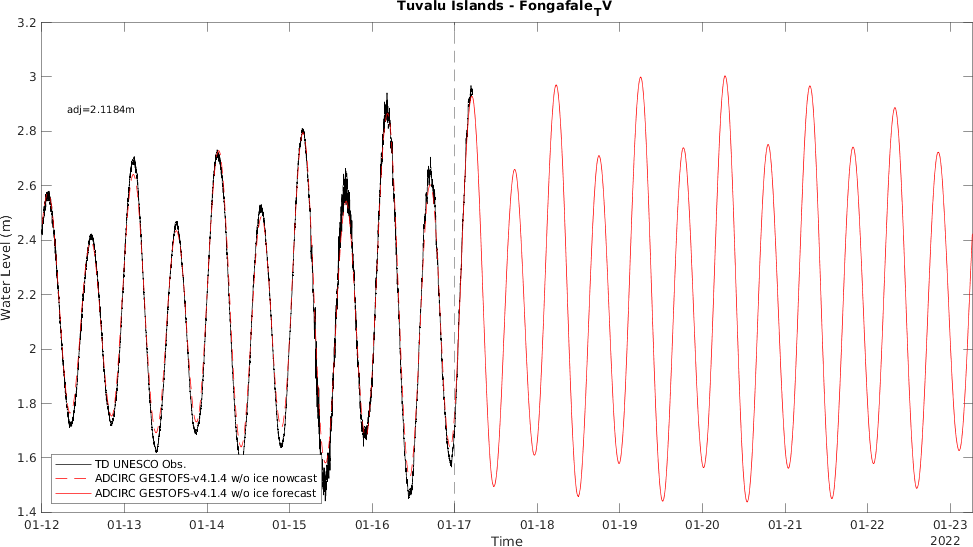 Tuvalu Islands - Fongafale_TV
3.2
3
2.8
2.6
2.4
2.2
2
1.8
1.6
1.4
Water Level (m)
adj=2.1184m
TD UNESCO Obs.
ADCIRC GESTOFS-v4.1.4 w/o ice nowcast
ADCIRC GESTOFS-v4.1.4 w/o ice forecast
01-12 01-13 01-14 01-15 01-16 01-17 01-18 01-19 01-20 01-21 01-22 01-23
Time
2022